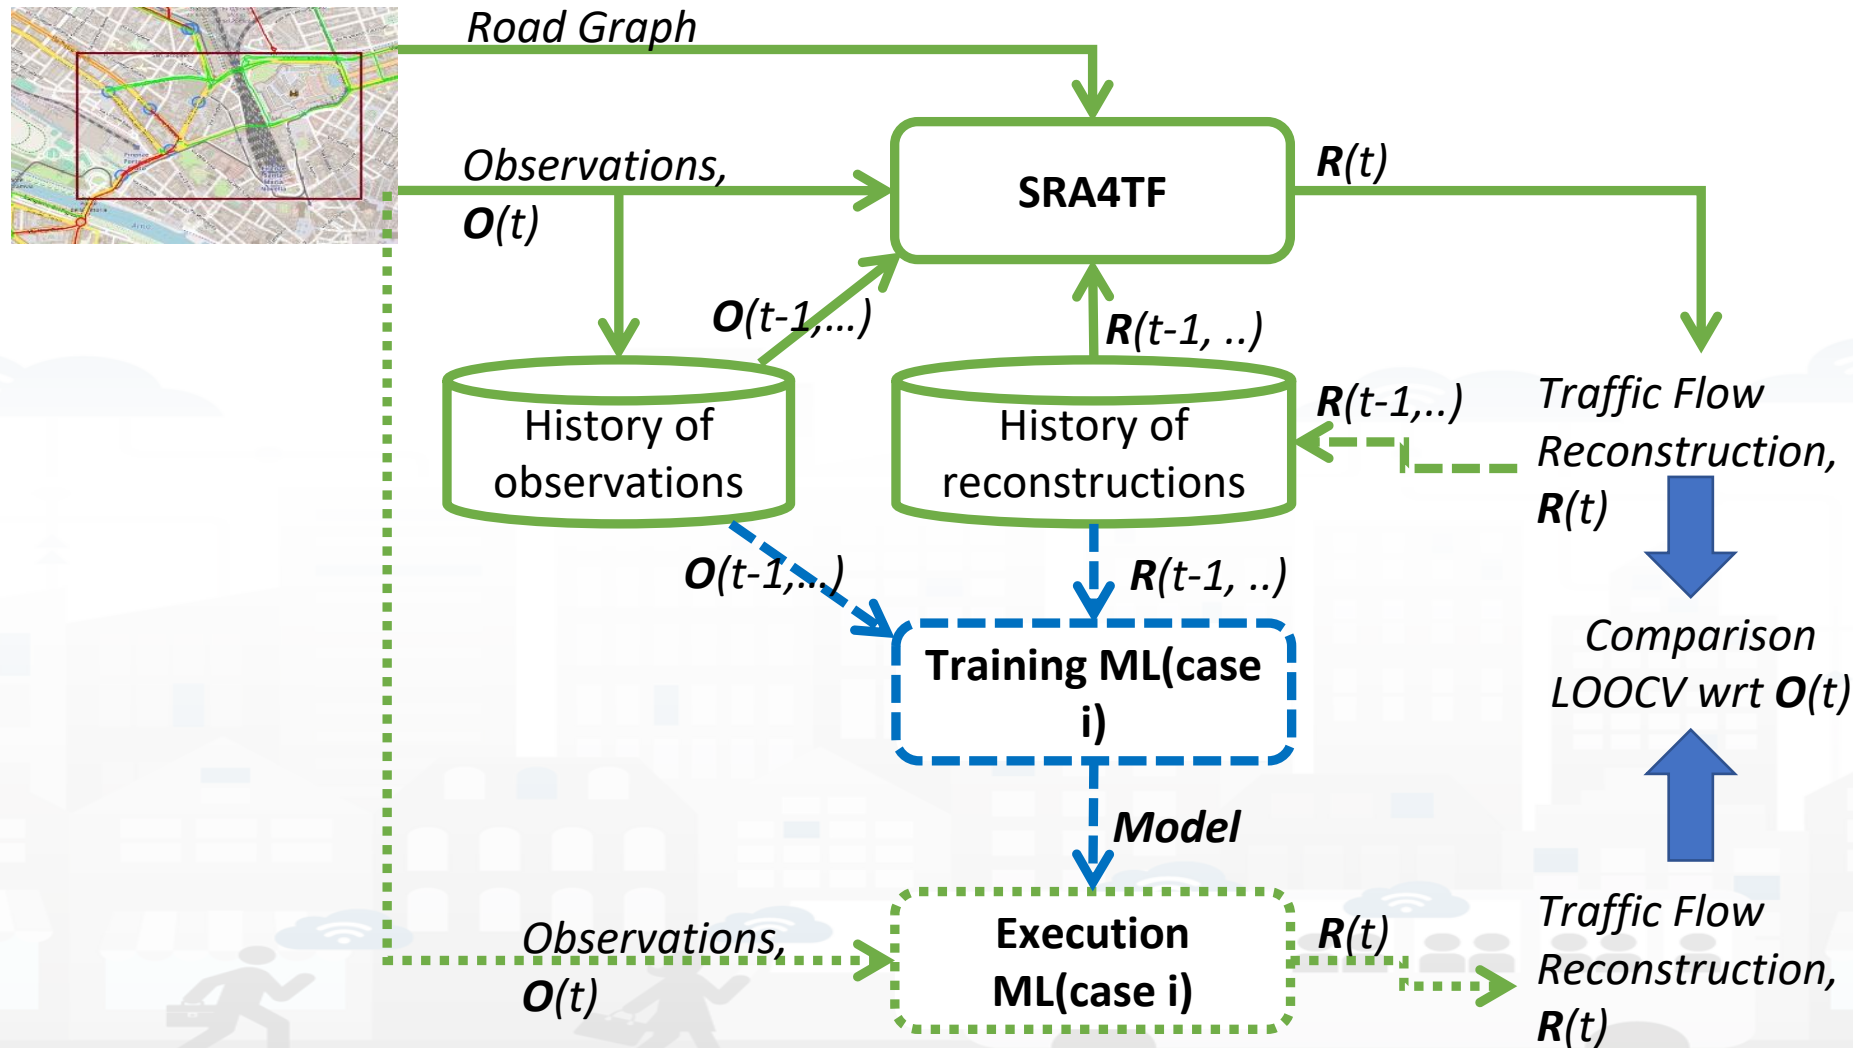 Road Graph
Observations,
O(t)
SRA4TF
R(t)
O(t-1,...)
R(t-1, ..)
History of
observations
History of
reconstructions
R(t-1,..)
Traffic Flow
Reconstruction,
R(t)
O(t-1,...)
R(t-1, ..)
Training ML(case
i)
Comparison
LOOCV wrt O(t)
Model
Observations,
O(t)
Execution
ML(case i)
R(t)
Traffic Flow
Reconstruction,
R(t)